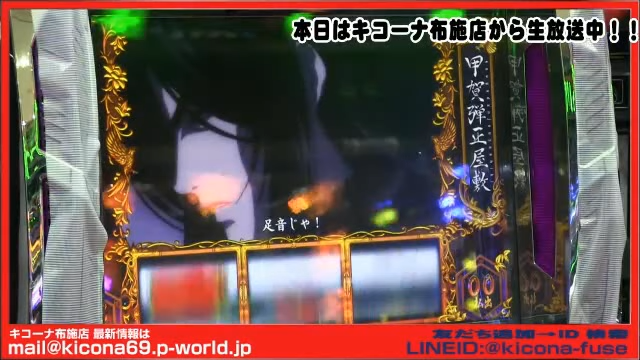 本日はキコーナ布施店から生放送中！！
甲賀弾正屋敷
足音じゃ！
キコーナ布施店 最新情報は
mail@kicona69.p-world.jp
友だち追加→ID 検索
LINEID:@kicona-fuse